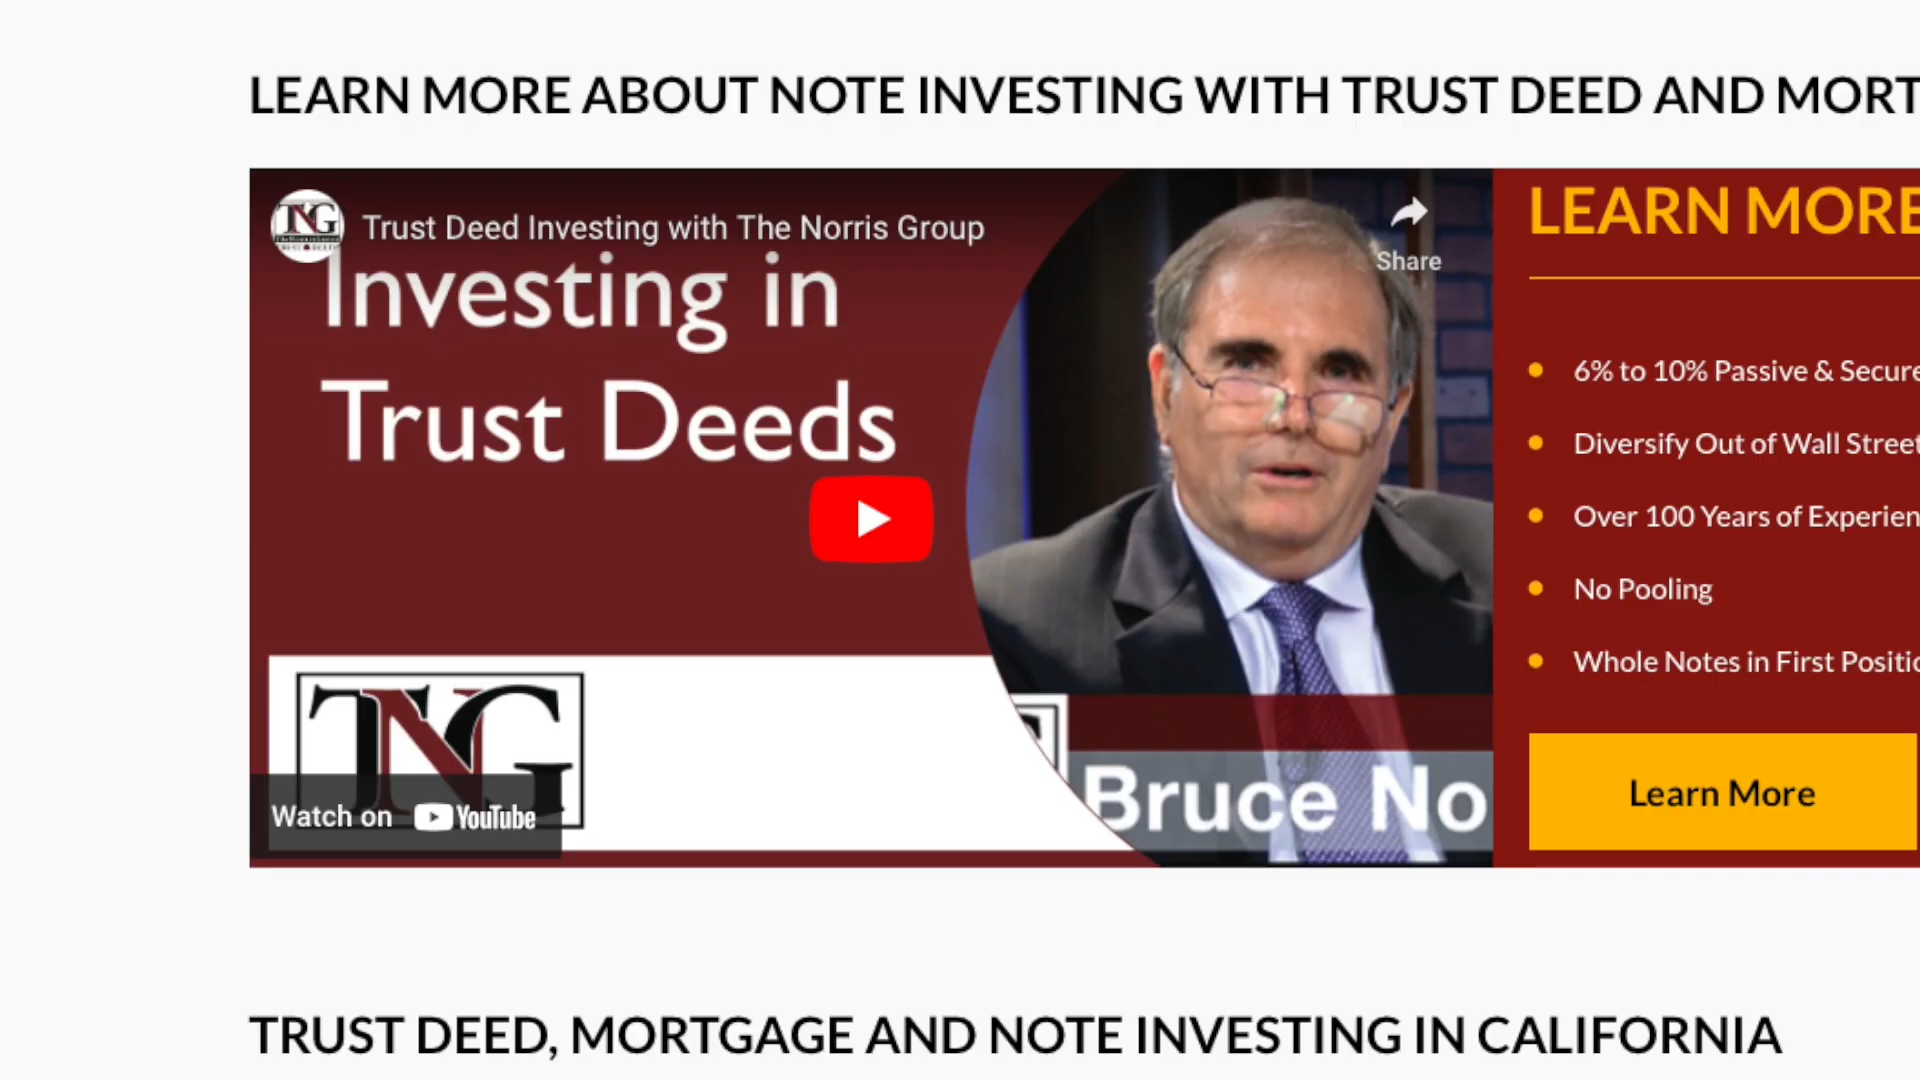 LEARN MORE ABOUT NOTE INVESTING WITH TRUST DEED AND MORT
TNG
Trust Deed Investing with The Norris Group
Share
Investing in
Trust Deeds
TNG
Watch on YouTube
Bruce No
LEARN MORE
6% to 10% Passive & Secure
Diversify Out of Wall Street
Over 100 Years of Experien
No Pooling
Whole Notes in First Positio
Learn More
TRUST DEED, MORTGAGE AND NOTE INVESTING IN CALIFORNIA